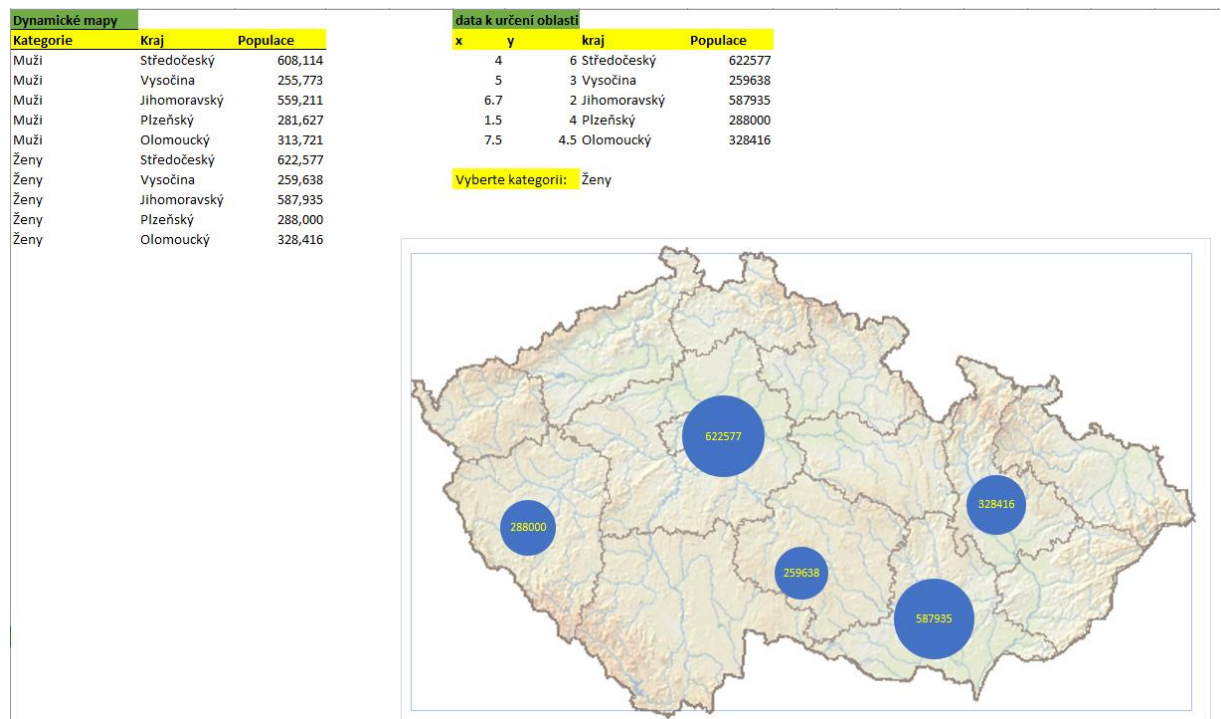 Dynamické mapy
Kategorie Kraj Populace
Muži Středočeský 608,114
Muži Vysočina 255,773
Muži Jihomoravský 559,211
Muži Plzeňský 281,627
Muži Olomoucký 313,721
Ženy Středočeský 622,577
Ženy Vysočina 259,638
Ženy Jihomoravský 587,935
Ženy Plzeňský 288,000
Ženy Olomoucký 328,416
data k určení oblasti
x y kraj Populace
4 6 Středočeský 622577
5 3 Vysočina 259638
6.7 2 Jihomoravský 587935
1.5 4 Plzeňský 288000
7.5 4.5 Olomoucký 328416
Vyberte kategorii: Ženy
622577
328416
288000
259638
587935